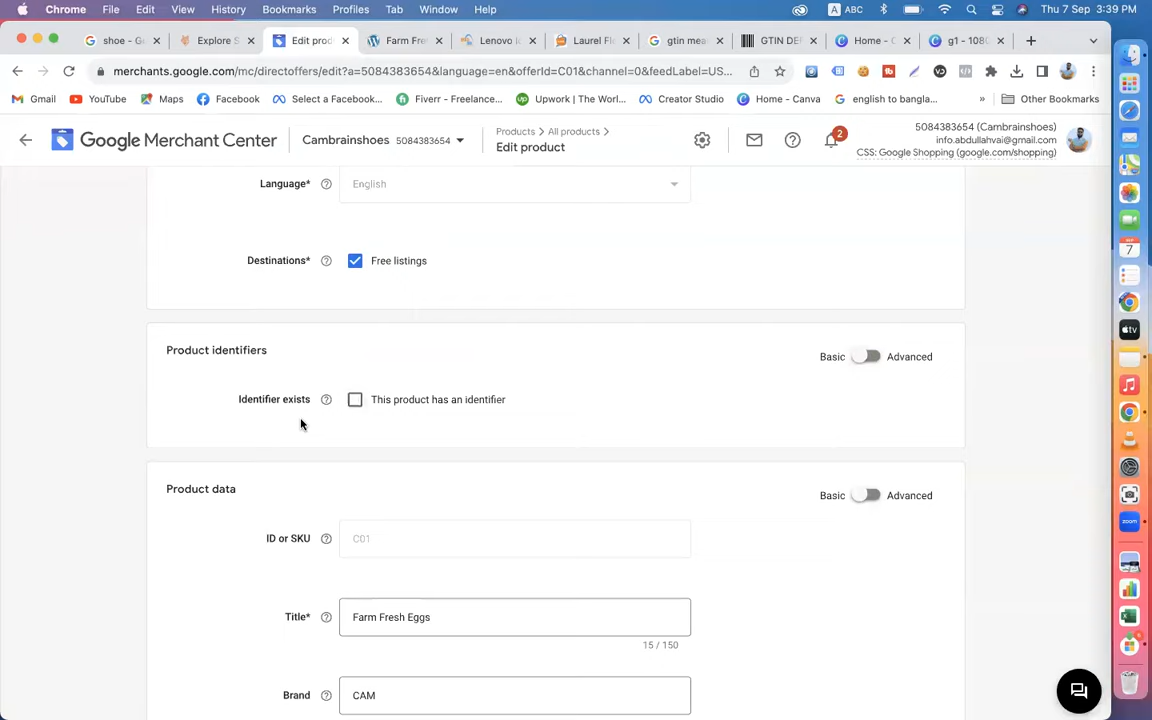 Chrome File Edit View History Bookmarks Profiles Tab Window Help
A ABC Thu 7 Sep 3:39 PM
shoe - G Explore S Edit prod Farm Fre Lenovo Laurel Fl gtin mea GTIN DE Home - C g1 - 108
merchants.google.com/mc/directoffers/edit?a=5084383654&language=en&offerId=C01&channel=0&feedLabel=US...
Gmail YouTube Maps Facebook Select a Facebook... Fiverr - Freelance... Upwork | The Worl... Creator Studio Home - Canva english to bangla... » Other Bookmarks
Google Merchant Center
Cambrainshoes 5084383654
Products > All products >
Edit product
2
5084383654 (Cambrainshoes)
info.abdullahvai@gmail.com
CSS: Google Shopping (google.com/shopping)
Language* English
Destinations* Free listings
Product identifiers
Basic Advanced
Identifier exists This product has an identifier
Product data
Basic Advanced
ID or SKU C01
Title* Farm Fresh Eggs
15 / 150
Brand CAM
SEP
7
tv
zoom